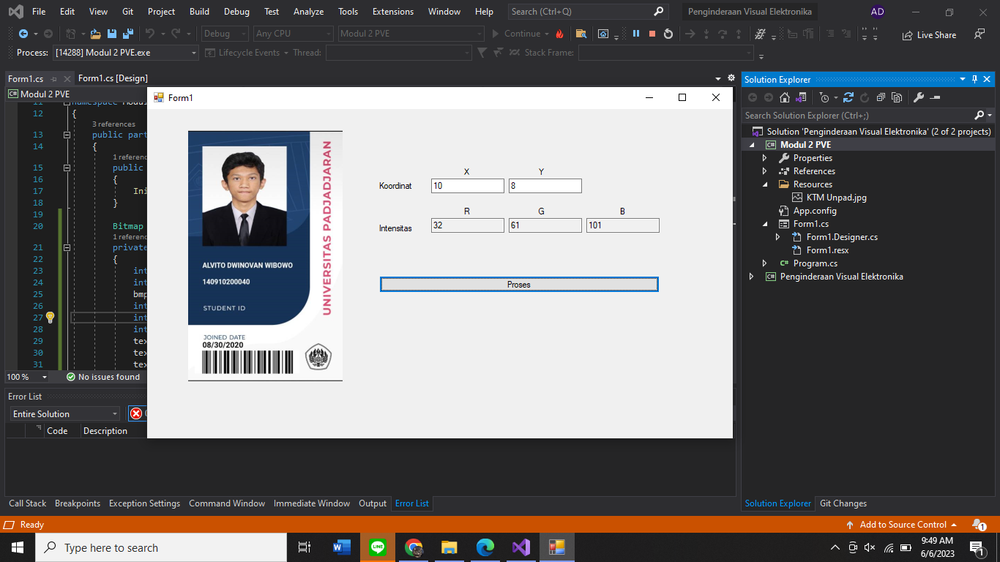 File Edit View Git Project Build Debug Test Analyze Tools Extensions Window Help Search (Ctrl+Q) Penginderaan Visual Elektronika AD
Debug Any CPU Modul 2 PVE Continue Live Share
Process: [14288] Modul 2 PVE.exe Lifecycle Events Thread: Stack Frame:
Form1.cs Form1.cs [Design]
Modul 2 PVE
11 namespace Modu
12 {
3 references
13 public part
14 {
1 referenc
15 public
16 {
17 Ini
18 }
19
20 Bitmap
1 referenc
21 private
22 {
23 int
24 int
25 bmp
26 int
27 int
28 int
29 tex
30 tex
31 tex
100 % No issues found
Error List
Entire Solution
Code Description
Call Stack Breakpoints Exception Settings Command Window Immediate Window Output Error List
Form1
UNIVERSITAS PADJADJARAN
ALVITO DWINOVAN WIBOWO
140910200040
STUDENT ID
JOINED DATE
08/30/2020
X Y
Koordinat 10 8
R G B
Intensitas 32 61 101
Proses
Solution Explorer
Search Solution Explorer (Ctrl+;)
Solution 'Penginderaan Visual Elektronika' (2 of 2 projects)
C# Modul 2 PVE
Properties
References
Resources
KTM Unpad.jpg
App.config
Form1.cs
Form1.Designer.cs
Form1.resx
C# Program.cs
C# Penginderaan Visual Elektronika
Solution Explorer Git Changes
Ready Add to Source Control 1
Type here to search
9:49 AM
6/6/2023
1